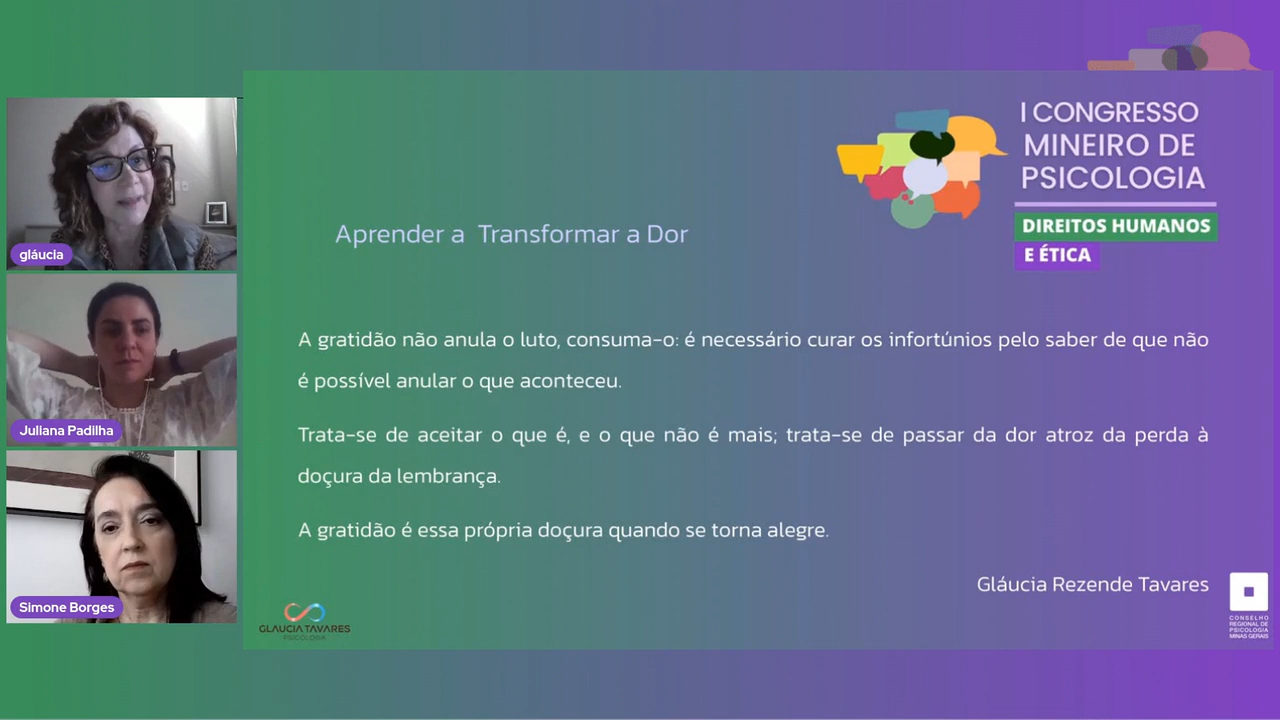 I CONGRESSO
MINEIRO DE
PSICOLOGIA
DIREITOS HUMANOS
E ÉTICA
gláucia
Juliana Padilha
Simone Borges
Aprender a Transformar a Dor
A gratidão não anula o luto, consuma-o: é necessário curar os infortúnios pelo saber de que não
é possível anular o que aconteceu.
Trata-se de aceitar o que é, e o que não é mais; trata-se de passar da dor atroz da perda à
doçura da lembrança.
A gratidão é essa própria doçura quando se torna alegre.
Gláucia Rezende Tavares
GLAUCIA TAVARES
PSICOLOGIA
CONSELHO
REGIONAL DE
PSICOLOGIA
MINAS GERAIS